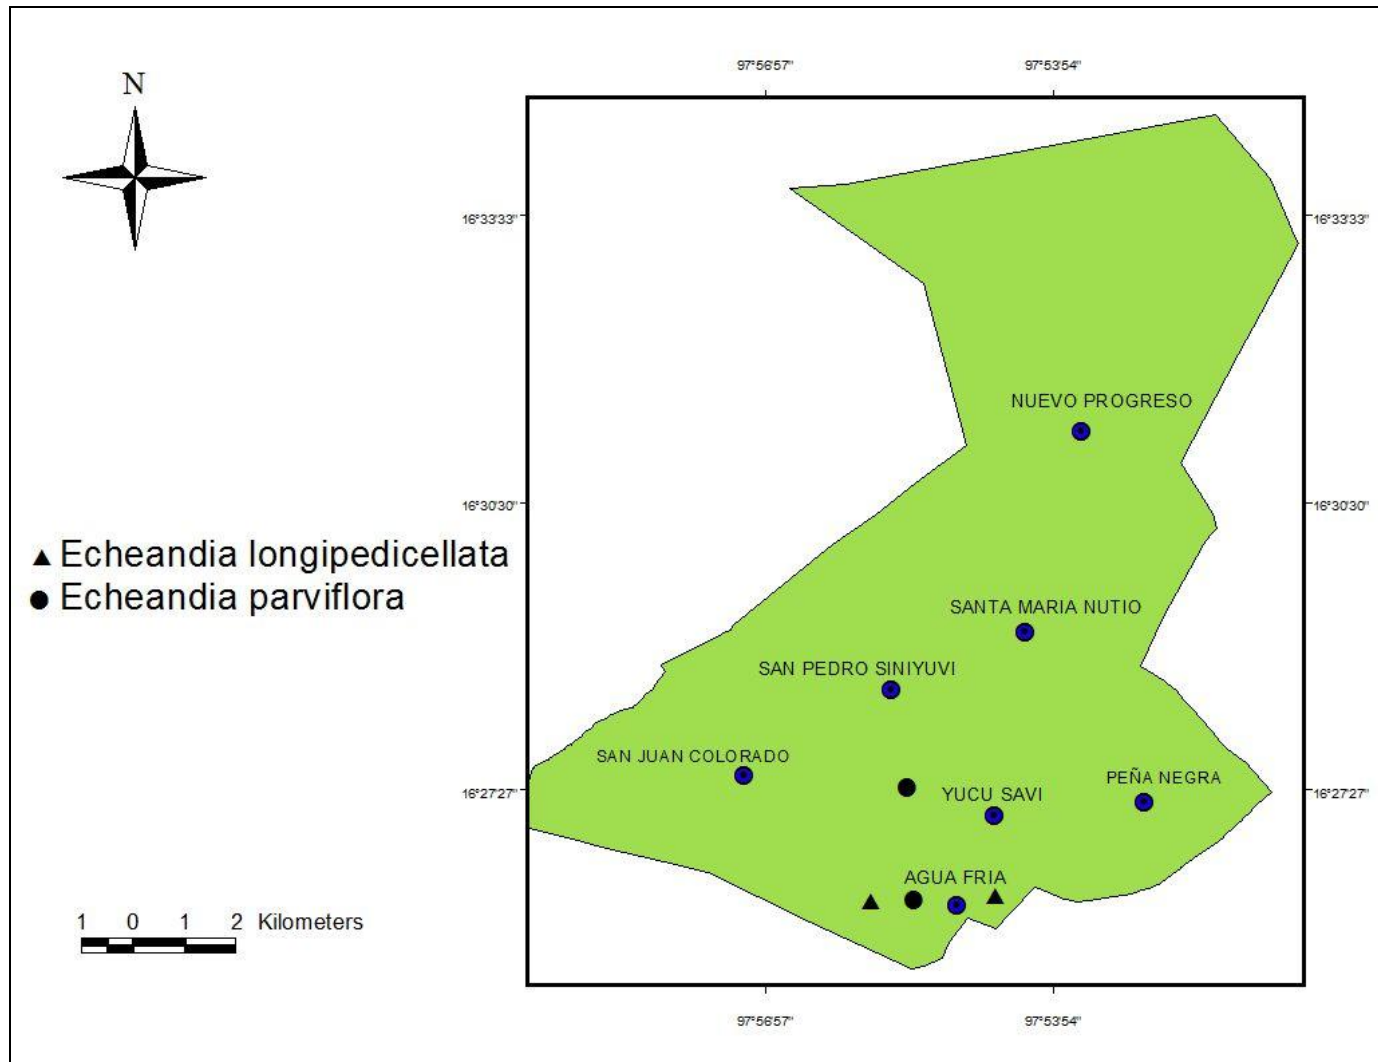 N
97°56'57" 97°53'54"
16°33'33" 16°33'33"
NUEVO PROGRESO
16°30'30" 16°30'30"
Echeandia longipedicellata
Echeandia parviflora
SANTA MARIA NUTIO
SAN PEDRO SINIYUVI
SAN JUAN COLORADO
PEÑA NEGRA
16°27'27" 16°27'27"
YUCU SAVI
AGUA FRIA
1 0 1 2 Kilometers
97°56'57" 97°53'54"